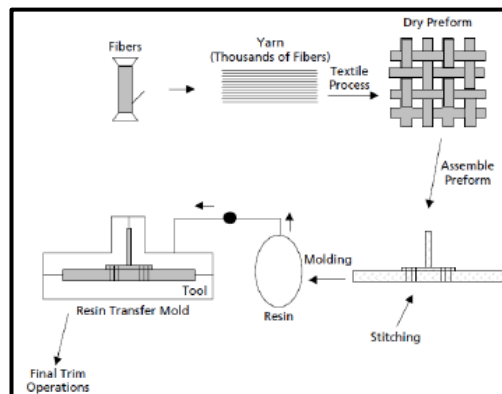 Fibers
Yarn
(Thousands of Fibers)
Textile
Process
Dry Preform
Assemble
Preform
Molding
Tool
Resin Transfer Mold
Resin
Stitching
Final Trim
Operations